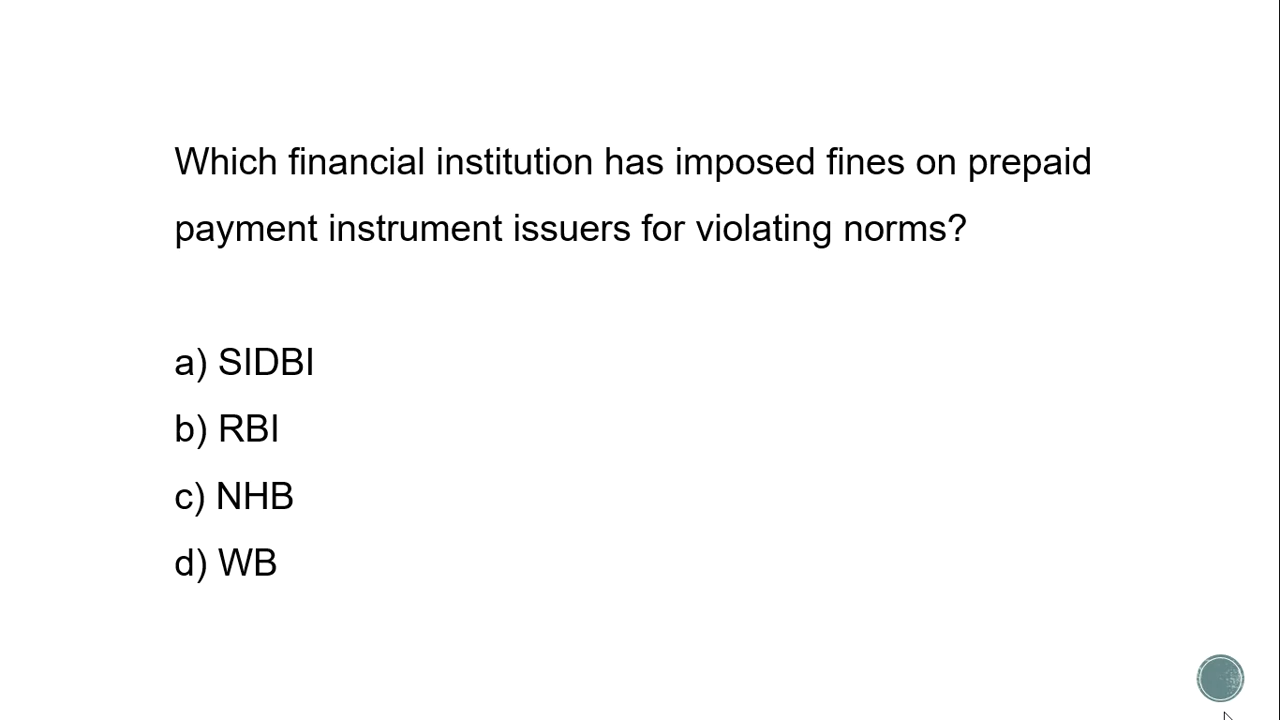 Which financial institution has imposed fines on prepaid
payment instrument issuers for violating norms?
a) SIDBI
b) RBI
c) NHB
d) WB